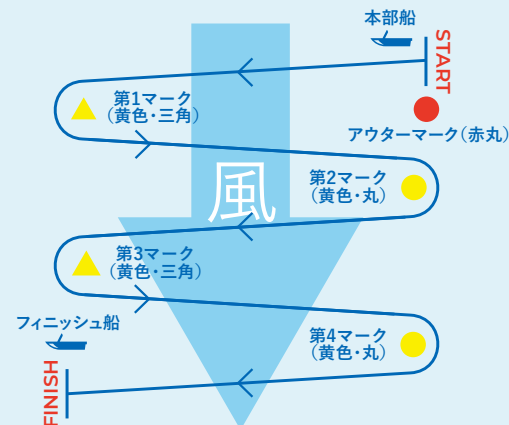 本部船
START
第1マーク
（黄色・三角）
アウターマーク（赤丸）
風
第2マーク
（黄色・丸）
第3マーク
（黄色・三角）
フィニッシュ船
第4マーク
（黄色・丸）
FINISH